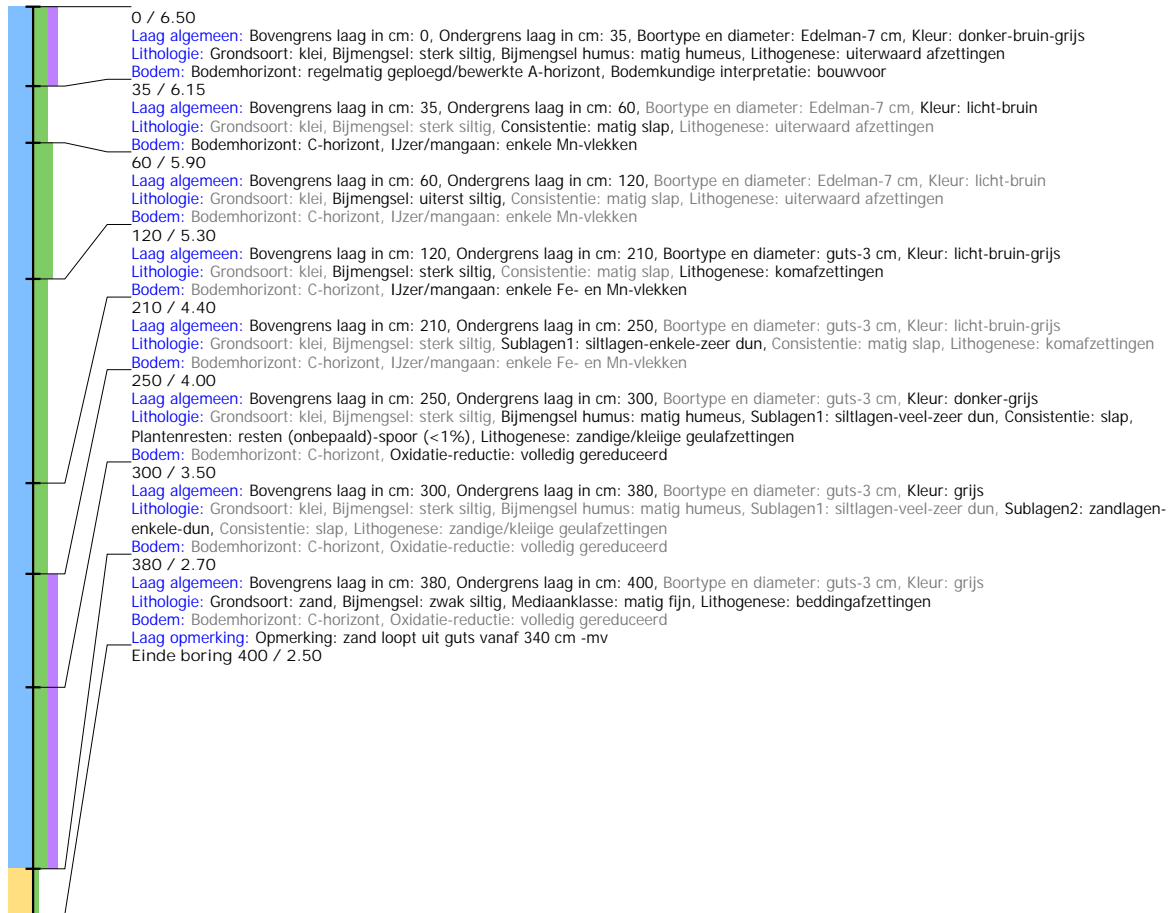 0 / 6.50
Laag algemeen: Bovengrens laag in cm: 0, Ondergrens laag in cm: 35, Boortype en diameter: Edelman-7 cm, Kleur: donker-bruin-grijs
Lithologie: Grondsoort: klei, Bijmengsel: sterk siltig, Bijmengsel humus: matig humeus, Lithogenese: uiterwaard afzettingen
Bodem: Bodemhorizont: regelmatig geploegd/bewerkte A-horizont, Bodemkundige interpretatie: bouwvoor
35 / 6.15
Laag algemeen: Bovengrens laag in cm: 35, Ondergrens laag in cm: 60, Boortype en diameter: Edelman-7 cm, Kleur: licht-bruin
Lithologie: Grondsoort: klei, Bijmengsel: sterk siltig, Consistentie: matig slap, Lithogenese: uiterwaard afzettingen
Bodem: Bodemhorizont: C-horizont, IJzer/mangaan: enkele Mn-vlekken
60 / 5.90
Laag algemeen: Bovengrens laag in cm: 60, Ondergrens laag in cm: 120, Boortype en diameter: Edelman-7 cm, Kleur: licht-bruin
Lithologie: Grondsoort: klei, Bijmengsel: uiterst siltig, Consistentie: matig slap, Lithogenese: uiterwaard afzettingen
Bodem: Bodemhorizont: C-horizont, IJzer/mangaan: enkele Mn-vlekken
120 / 5.30
Laag algemeen: Bovengrens laag in cm: 120, Ondergrens laag in cm: 210, Boortype en diameter: guts-3 cm, Kleur: licht-bruin-grijs
Lithologie: Grondsoort: klei, Bijmengsel: sterk siltig, Consistentie: matig slap, Lithogenese: komafzettingen
Bodem: Bodemhorizont: C-horizont, IJzer/mangaan: enkele Fe- en Mn-vlekken
210 / 4.40
Laag algemeen: Bovengrens laag in cm: 210, Ondergrens laag in cm: 250, Boortype en diameter: guts-3 cm, Kleur: licht-bruin-grijs
Lithologie: Grondsoort: klei, Bijmengsel: sterk siltig, Sublagen1: siltlagen-enkele-zeer dun, Consistentie: matig slap, Lithogenese: komafzettingen
Bodem: Bodemhorizont: C-horizont, IJzer/mangaan: enkele Fe- en Mn-vlekken
250 / 4.00
Laag algemeen: Bovengrens laag in cm: 250, Ondergrens laag in cm: 300, Boortype en diameter: guts-3 cm, Kleur: donker-grijs
Lithologie: Grondsoort: klei, Bijmengsel: sterk siltig, Bijmengsel humus: matig humeus, Sublagen1: siltlagen-veel-zeer dun, Consistentie: slap,
Plantenresten: resten (onbepaald)-spoor (<1%), Lithogenese: zandige/kleiige geulafzettingen
Bodem: Bodemhorizont: C-horizont, Oxidatie-reductie: volledig gereduceerd
300 / 3.50
Laag algemeen: Bovengrens laag in cm: 300, Ondergrens laag in cm: 380, Boortype en diameter: guts-3 cm, Kleur: grijs
Lithologie: Grondsoort: klei, Bijmengsel: sterk siltig, Bijmengsel humus: matig humeus, Sublagen1: siltlagen-veel-zeer dun, Sublagen2: zandlagen-
enkele-dun, Consistentie: slap, Lithogenese: zandige/kleiige geulafzettingen
Bodem: Bodemhorizont: C-horizont, Oxidatie-reductie: volledig gereduceerd
380 / 2.70
Laag algemeen: Bovengrens laag in cm: 380, Ondergrens laag in cm: 400, Boortype en diameter: guts-3 cm, Kleur: grijs
Lithologie: Grondsoort: zand, Bijmengsel: zwak siltig, Mediaanklasse: matig fijn, Lithogenese: beddingafzettingen
Bodem: Bodemhorizont: C-horizont, Oxidatie-reductie: volledig gereduceerd
Laag opmerking: Opmerking: zand loopt uit guts vanaf 340 cm -mv
Einde boring 400 / 2.50